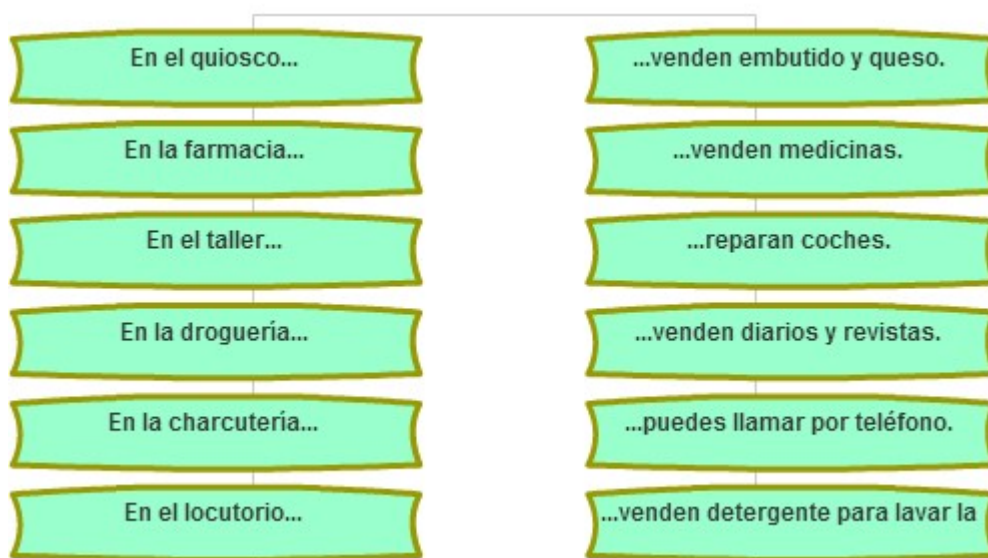 En el quiosco...
...venden embutido y queso.
En la farmacia...
...venden medicinas.
En el taller...
...reparan coches.
En la droguería...
...venden diarios y revistas.
En la charcutería...
...puedes llamar por teléfono.
En el locutorio...
...venden detergente para lavar la